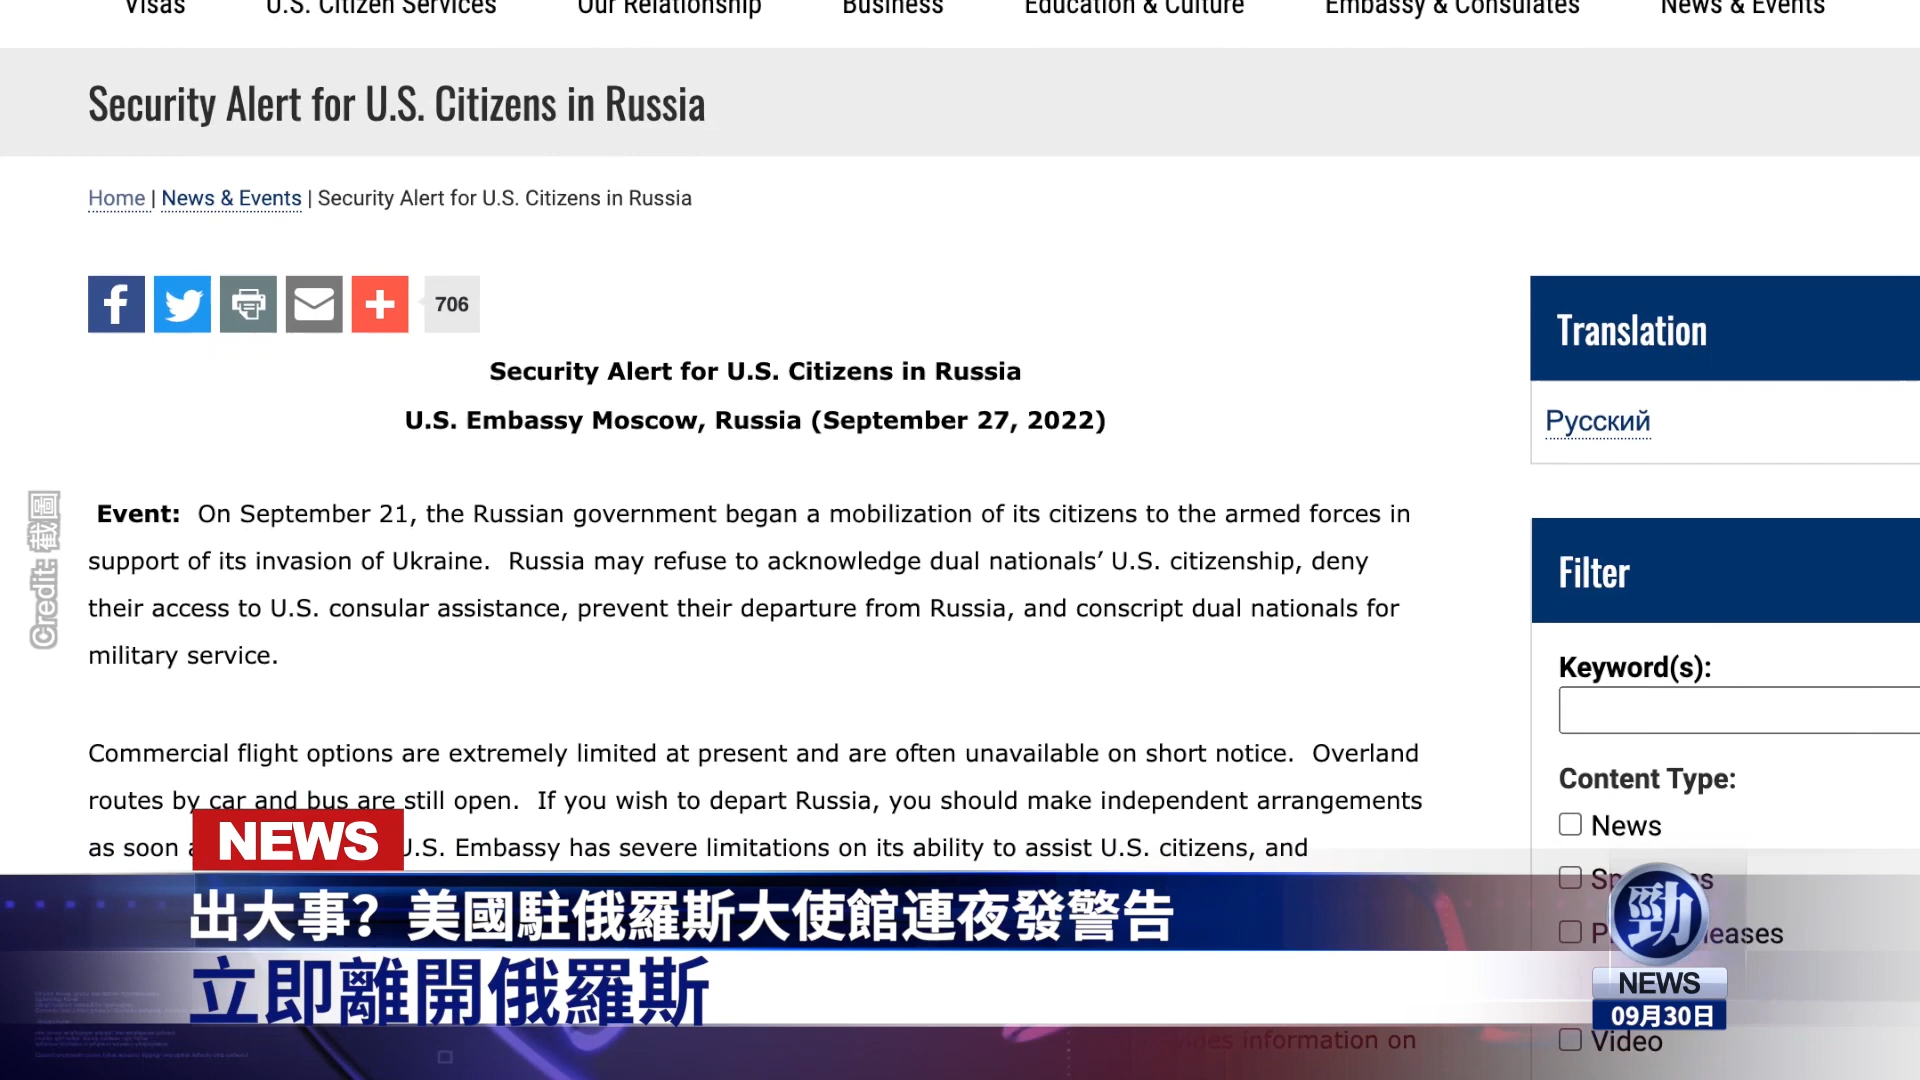 Visas U.S. Citizen Services Our Relationship Business Education & Culture Embassy & Consulates News & Events
Security Alert for U.S. Citizens in Russia
Home | News & Events | Security Alert for U.S. Citizens in Russia
706
Security Alert for U.S. Citizens in Russia
U.S. Embassy Moscow, Russia (September 27, 2022)
Event: On September 21, the Russian government began a mobilization of its citizens to the armed forces in
support of its invasion of Ukraine. Russia may refuse to acknowledge dual nationals’ U.S. citizenship, deny
their access to U.S. consular assistance, prevent their departure from Russia, and conscript dual nationals for
military service.
Commercial flight options are extremely limited at present and are often unavailable on short notice. Overland
routes by car and bus are still open. If you wish to depart Russia, you should make independent arrangements
as soon U.S. Embassy has severe limitations on its ability to assist U.S. citizens, and
information on
Translation
Русский
Filter
Keyword(s):
Content Type:
News
Video
Credit: 截圖
NEWS
出大事？美國駐俄羅斯大使館連夜發警告
立即離開俄羅斯
勁
NEWS
09月30日